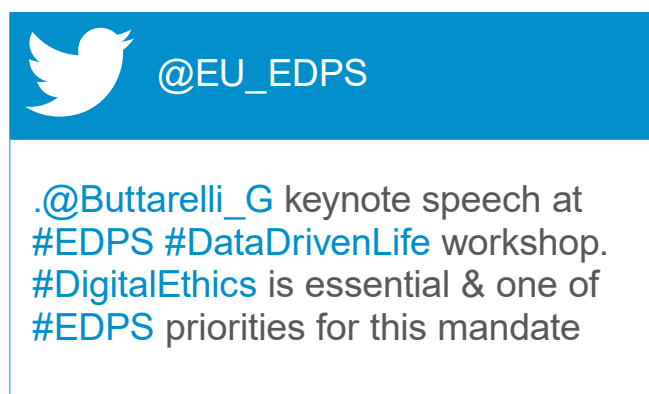 @EU_EDPS
.@Buttarelli_G keynote speech at
#EDPS #DataDrivenLife workshop.
#DigitalEthics is essential & one of
#EDPS priorities for this mandate